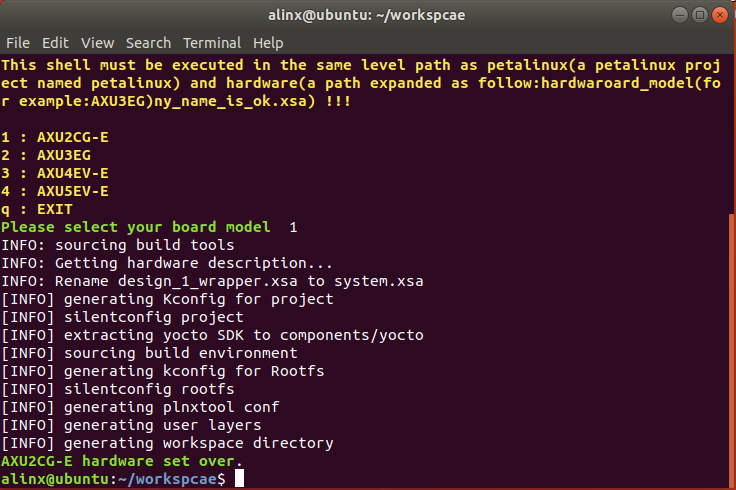 alinx@ubuntu: ~/workspcae
File Edit View Search Terminal Help
This shell must be executed in the same level path as petalinux(a petalinux proj
ect named petalinux) and hardware(a path expanded as follow:hardwaroard_model(fo
r example:AXU3EG)ny_name_is_ok.xsa) !!!
1 : AXU2CG-E
2 : AXU3EG
3 : AXU4EV-E
4 : AXU5EV-E
q : EXIT
Please select your board model 1
INFO: sourcing build tools
INFO: Getting hardware description...
INFO: Rename design_1_wrapper.xsa to system.xsa
[INFO] generating Kconfig for project
[INFO] silentconfig project
[INFO] extracting yocto SDK to components/yocto
[INFO] sourcing build environment
[INFO] generating kconfig for Rootfs
[INFO] silentconfig rootfs
[INFO] generating plnxtool conf
[INFO] generating user layers
[INFO] generating workspace directory
AXU2CG-E hardware set over.
alinx@ubuntu:~/workspcae$